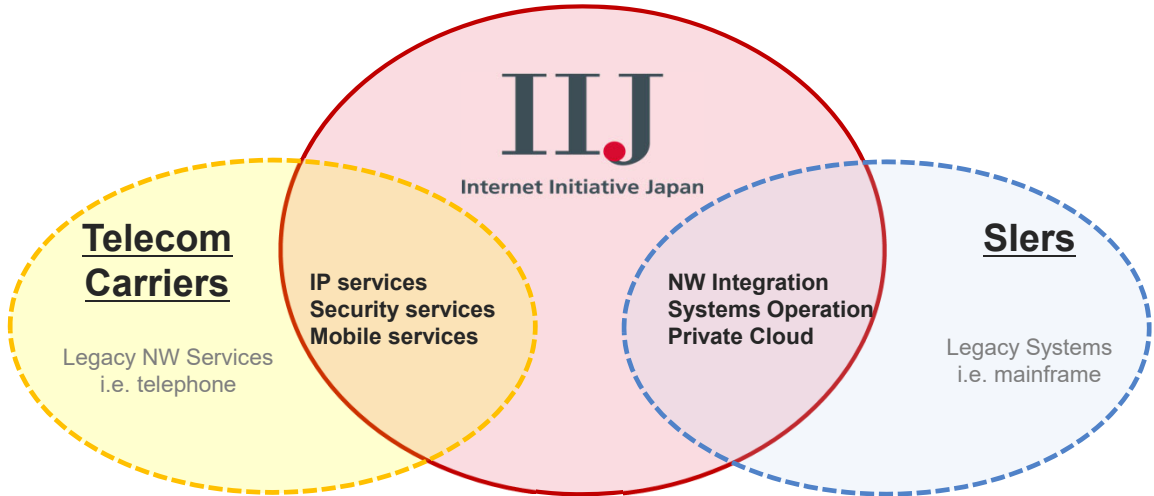 IIJ
Internet Initiative Japan
Telecom
Carriers
Legacy NW Services
i.e. telephone
IP services
Security services
Mobile services
NW Integration
Systems Operation
Private Cloud
SIers
Legacy Systems
i.e. mainframe